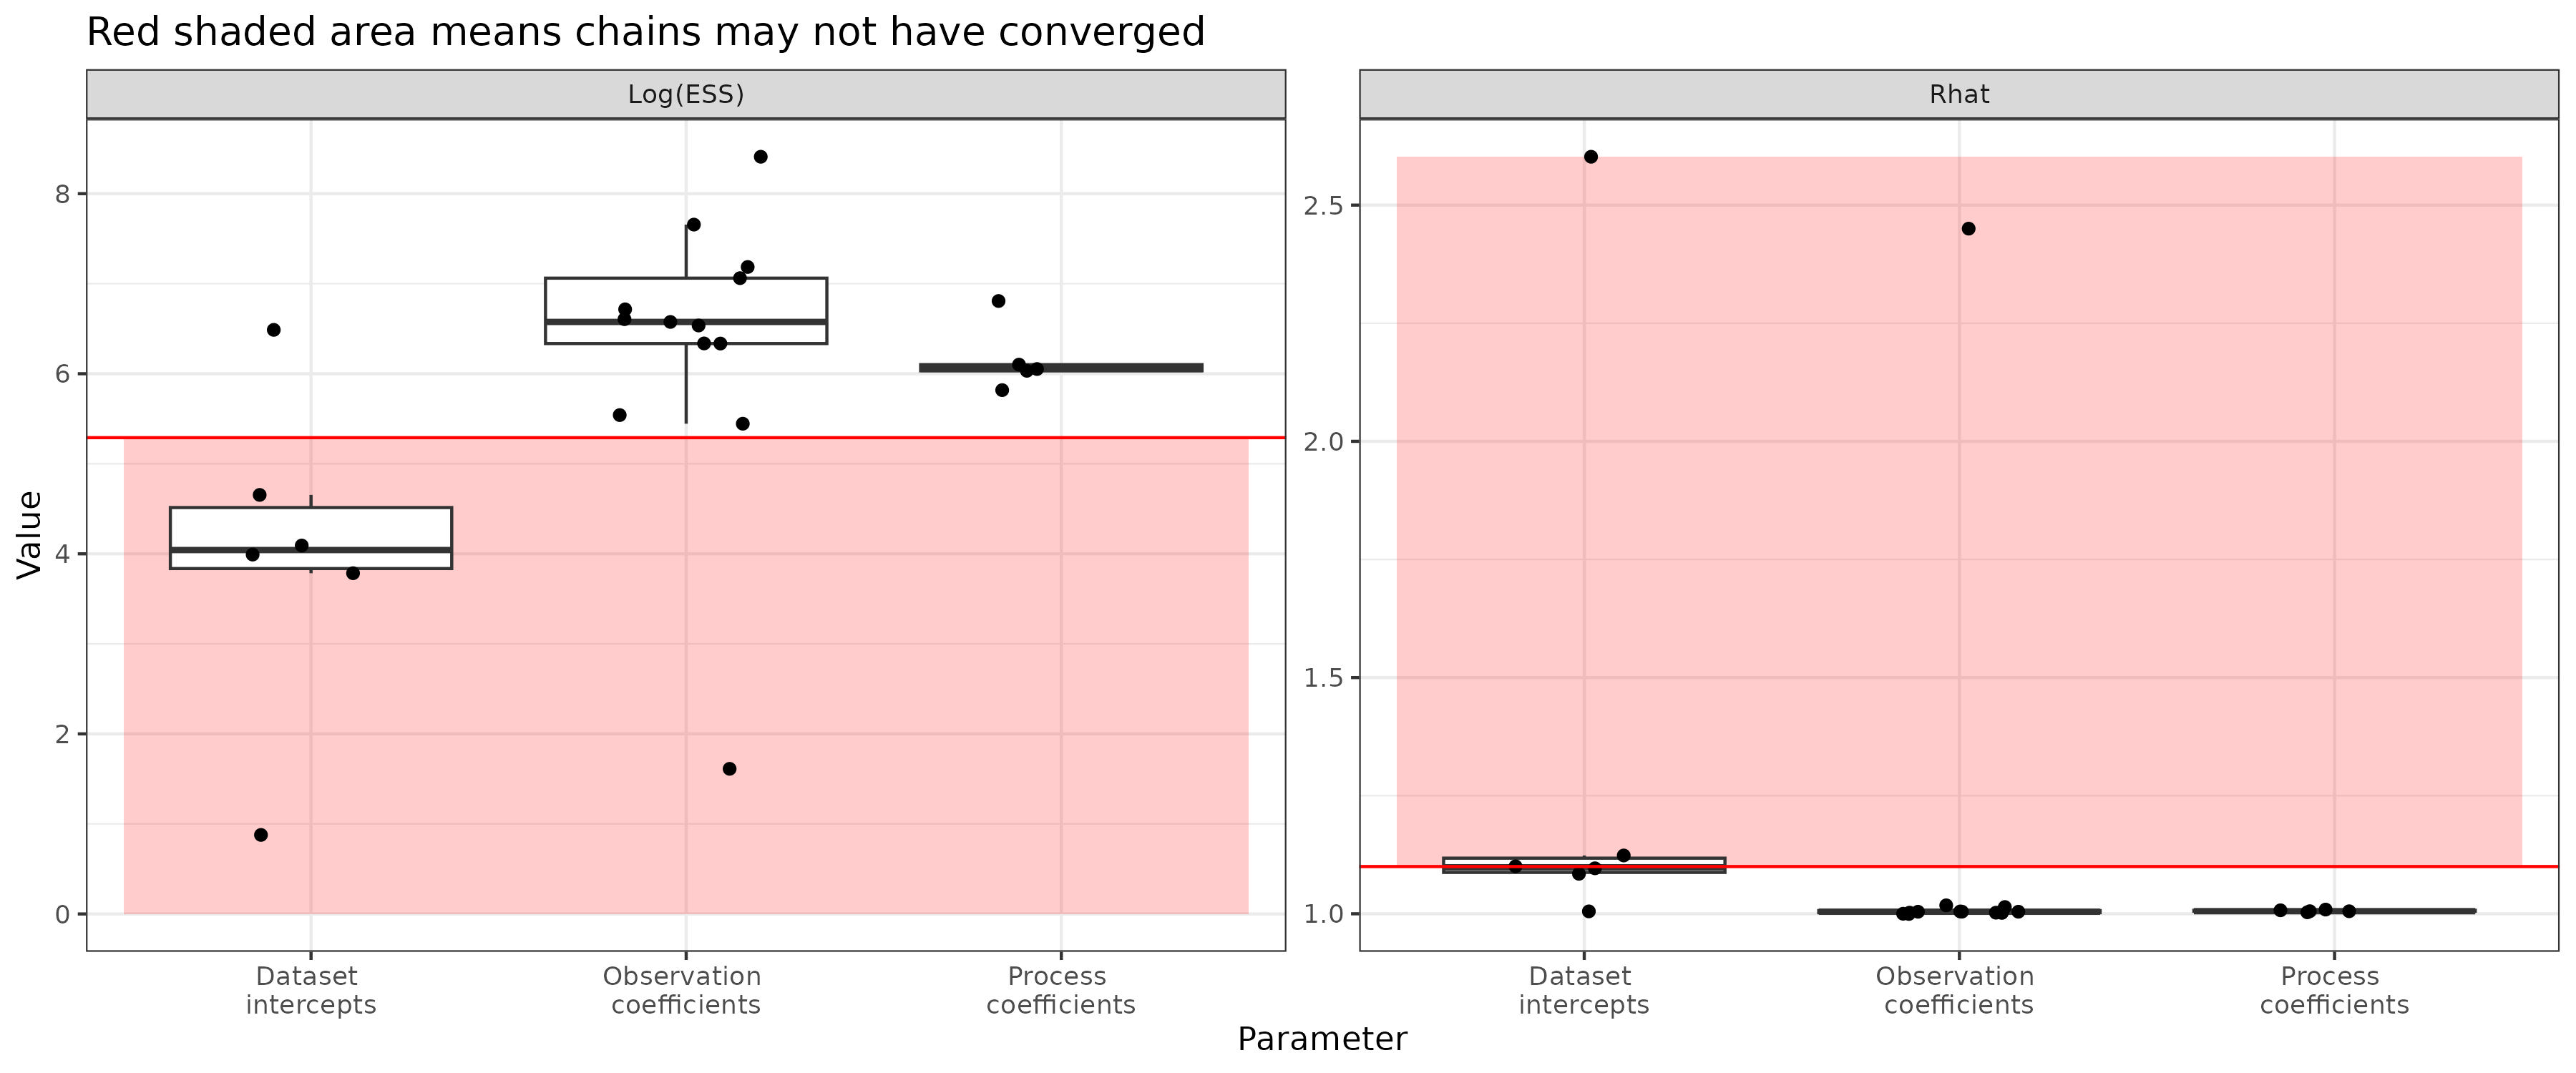 Red shaded area means chains may not have converged
Log(ESS)
Rhat
Value
8
6
4
2
0
2.5
2.0
1.5
1.0
Dataset
intercepts
Observation
coefficients
Process
coefficients
Dataset
intercepts
Observation
coefficients
Process
coefficients
Parameter